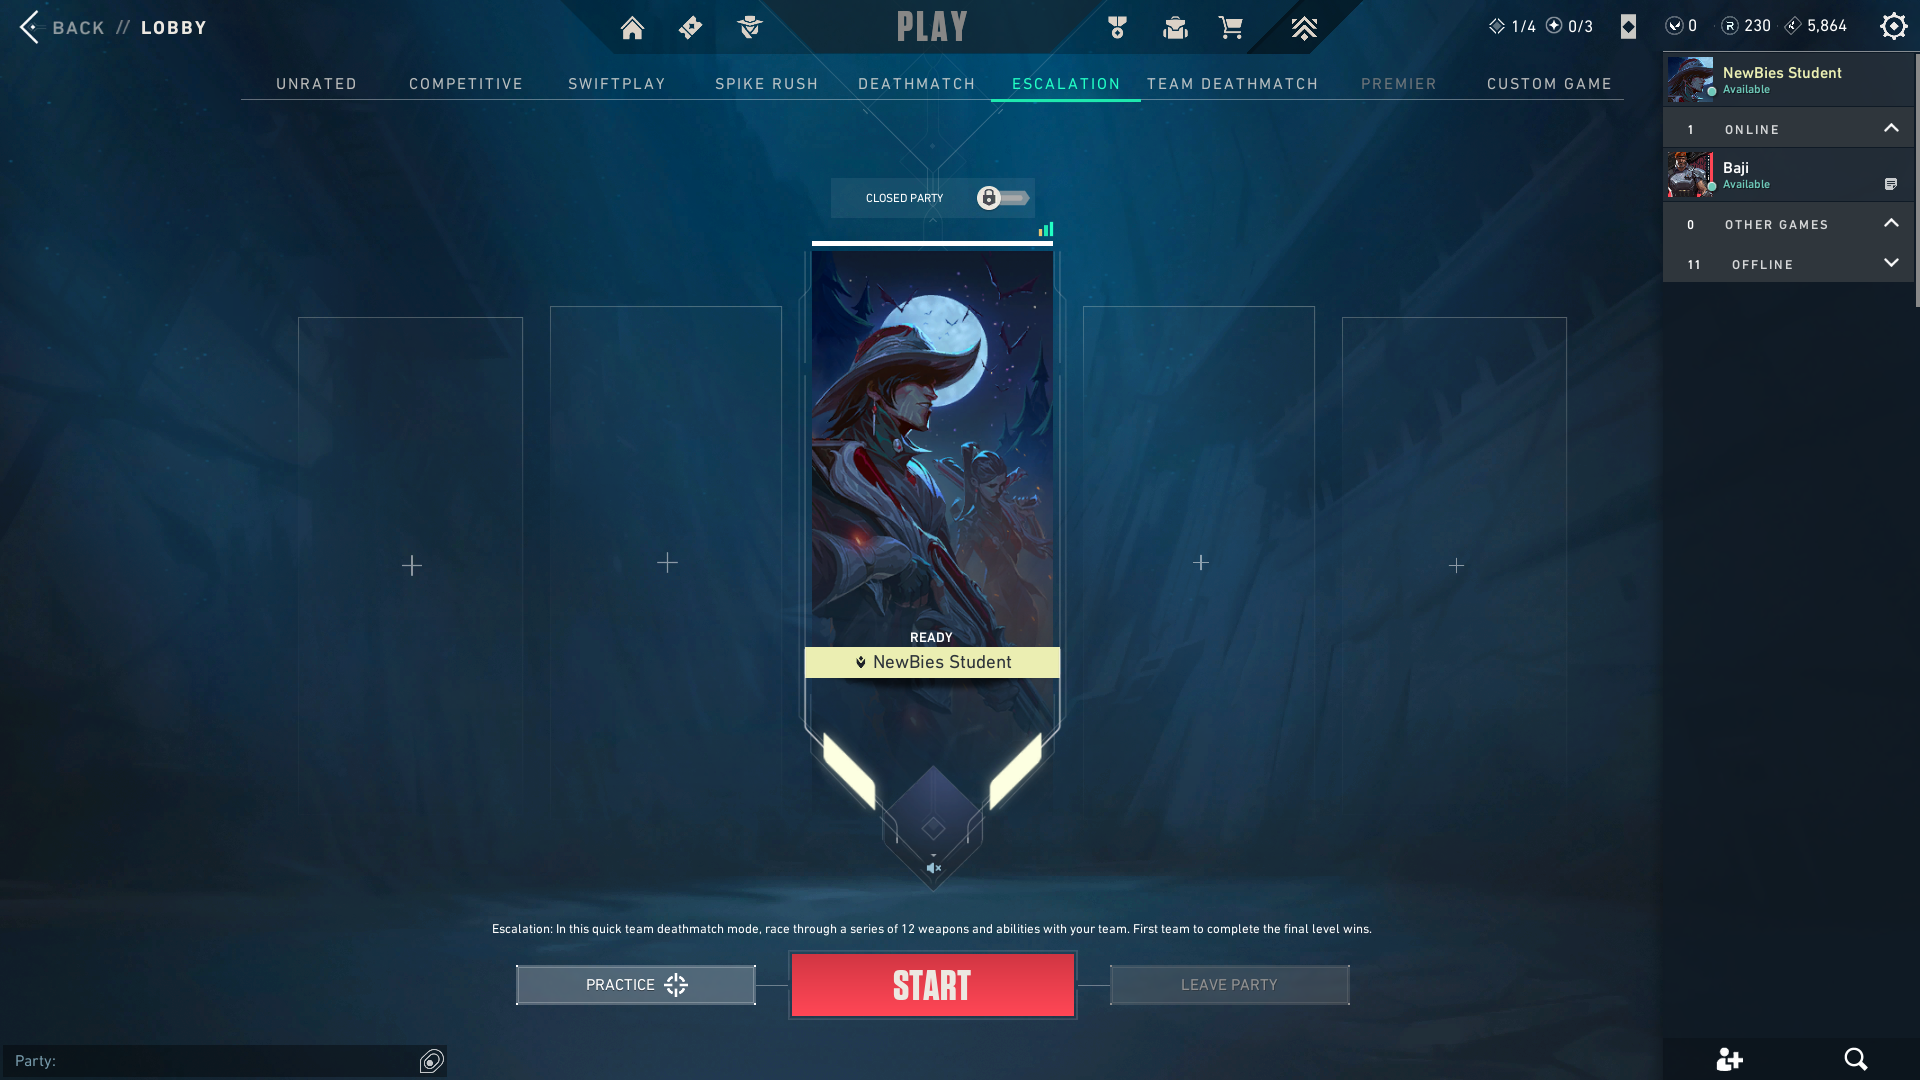 BACK // LOBBY
PLAY
1/4 0/3
0 230 5,864
UNRATED COMPETITIVE SWIFTPLAY SPIKE RUSH DEATHMATCH ESCALATION TEAM DEATHMATCH PREMIER CUSTOM GAME
NewBies Student
Available
1 ONLINE
Baji
Available
0 OTHER GAMES
11 OFFLINE
CLOSED PARTY
READY
NewBies Student
Escalation: In this quick team deathmatch mode, race through a series of 12 weapons and abilities with your team. First team to complete the final level wins.
PRACTICE
START
LEAVE PARTY
Party: